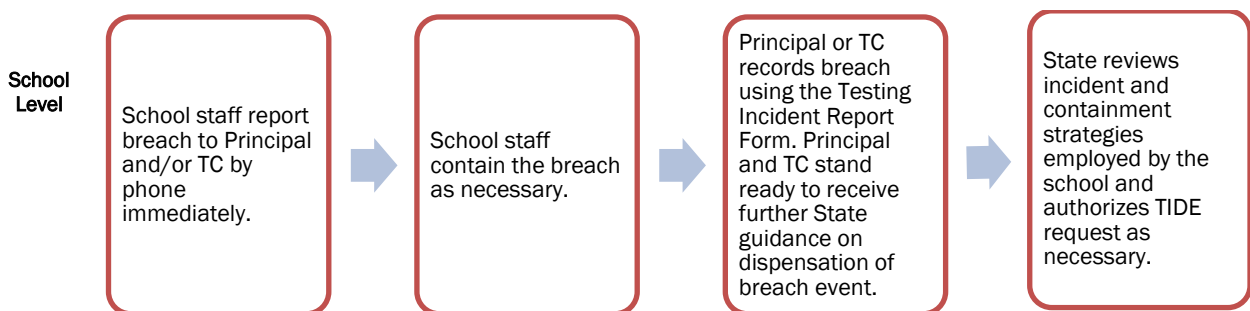 School
Level
School staff report
breach to Principal
and/or TC by
phone
immediately.
School staff
contain the breach
as necessary.
Principal or TC
records breach
using the Testing
Incident Report
Form. Principal
and TC stand
ready to receive
further State
guidance on
dispensation of
breach event.
State reviews
incident and
containment
strategies
employed by the
school and
authorizes TIDE
request as
necessary.